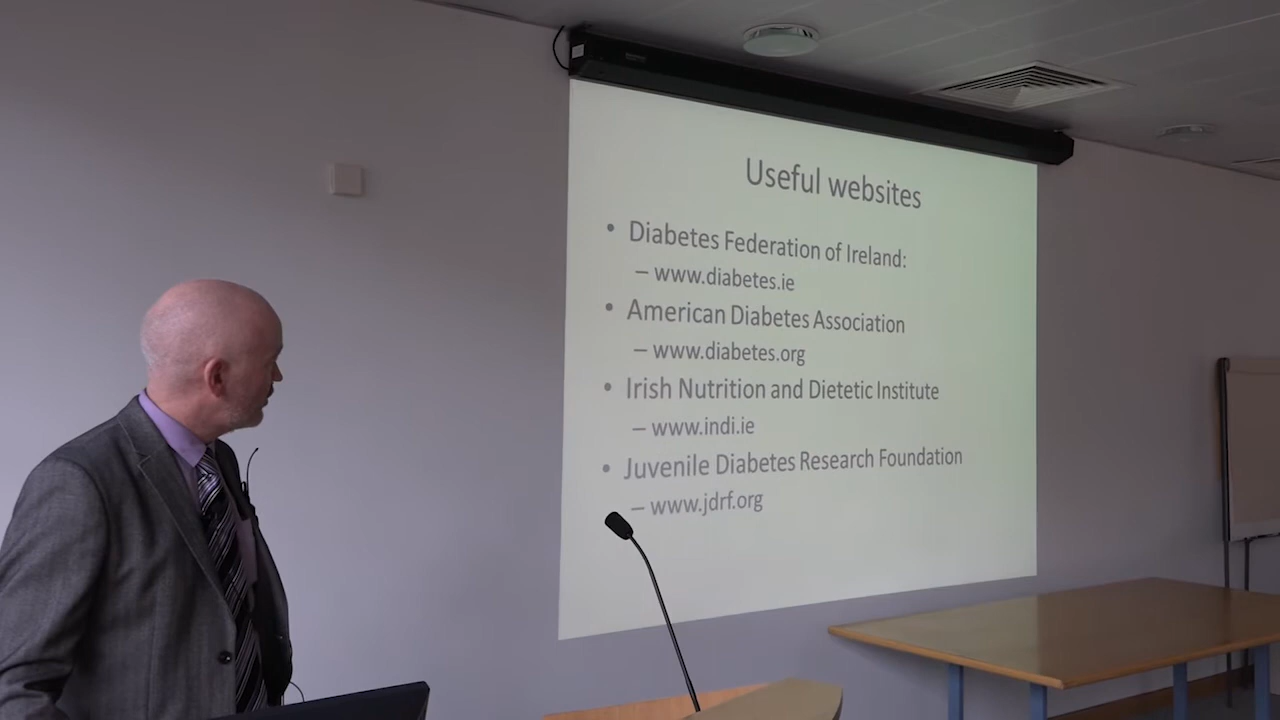 Useful websites
• Diabetes Federation of Ireland:
– www.diabetes.ie
• American Diabetes Association
– www.diabetes.org
• Irish Nutrition and Dietetic Institute
– www.indi.ie
• Juvenile Diabetes Research Foundation
– www.jdrf.org